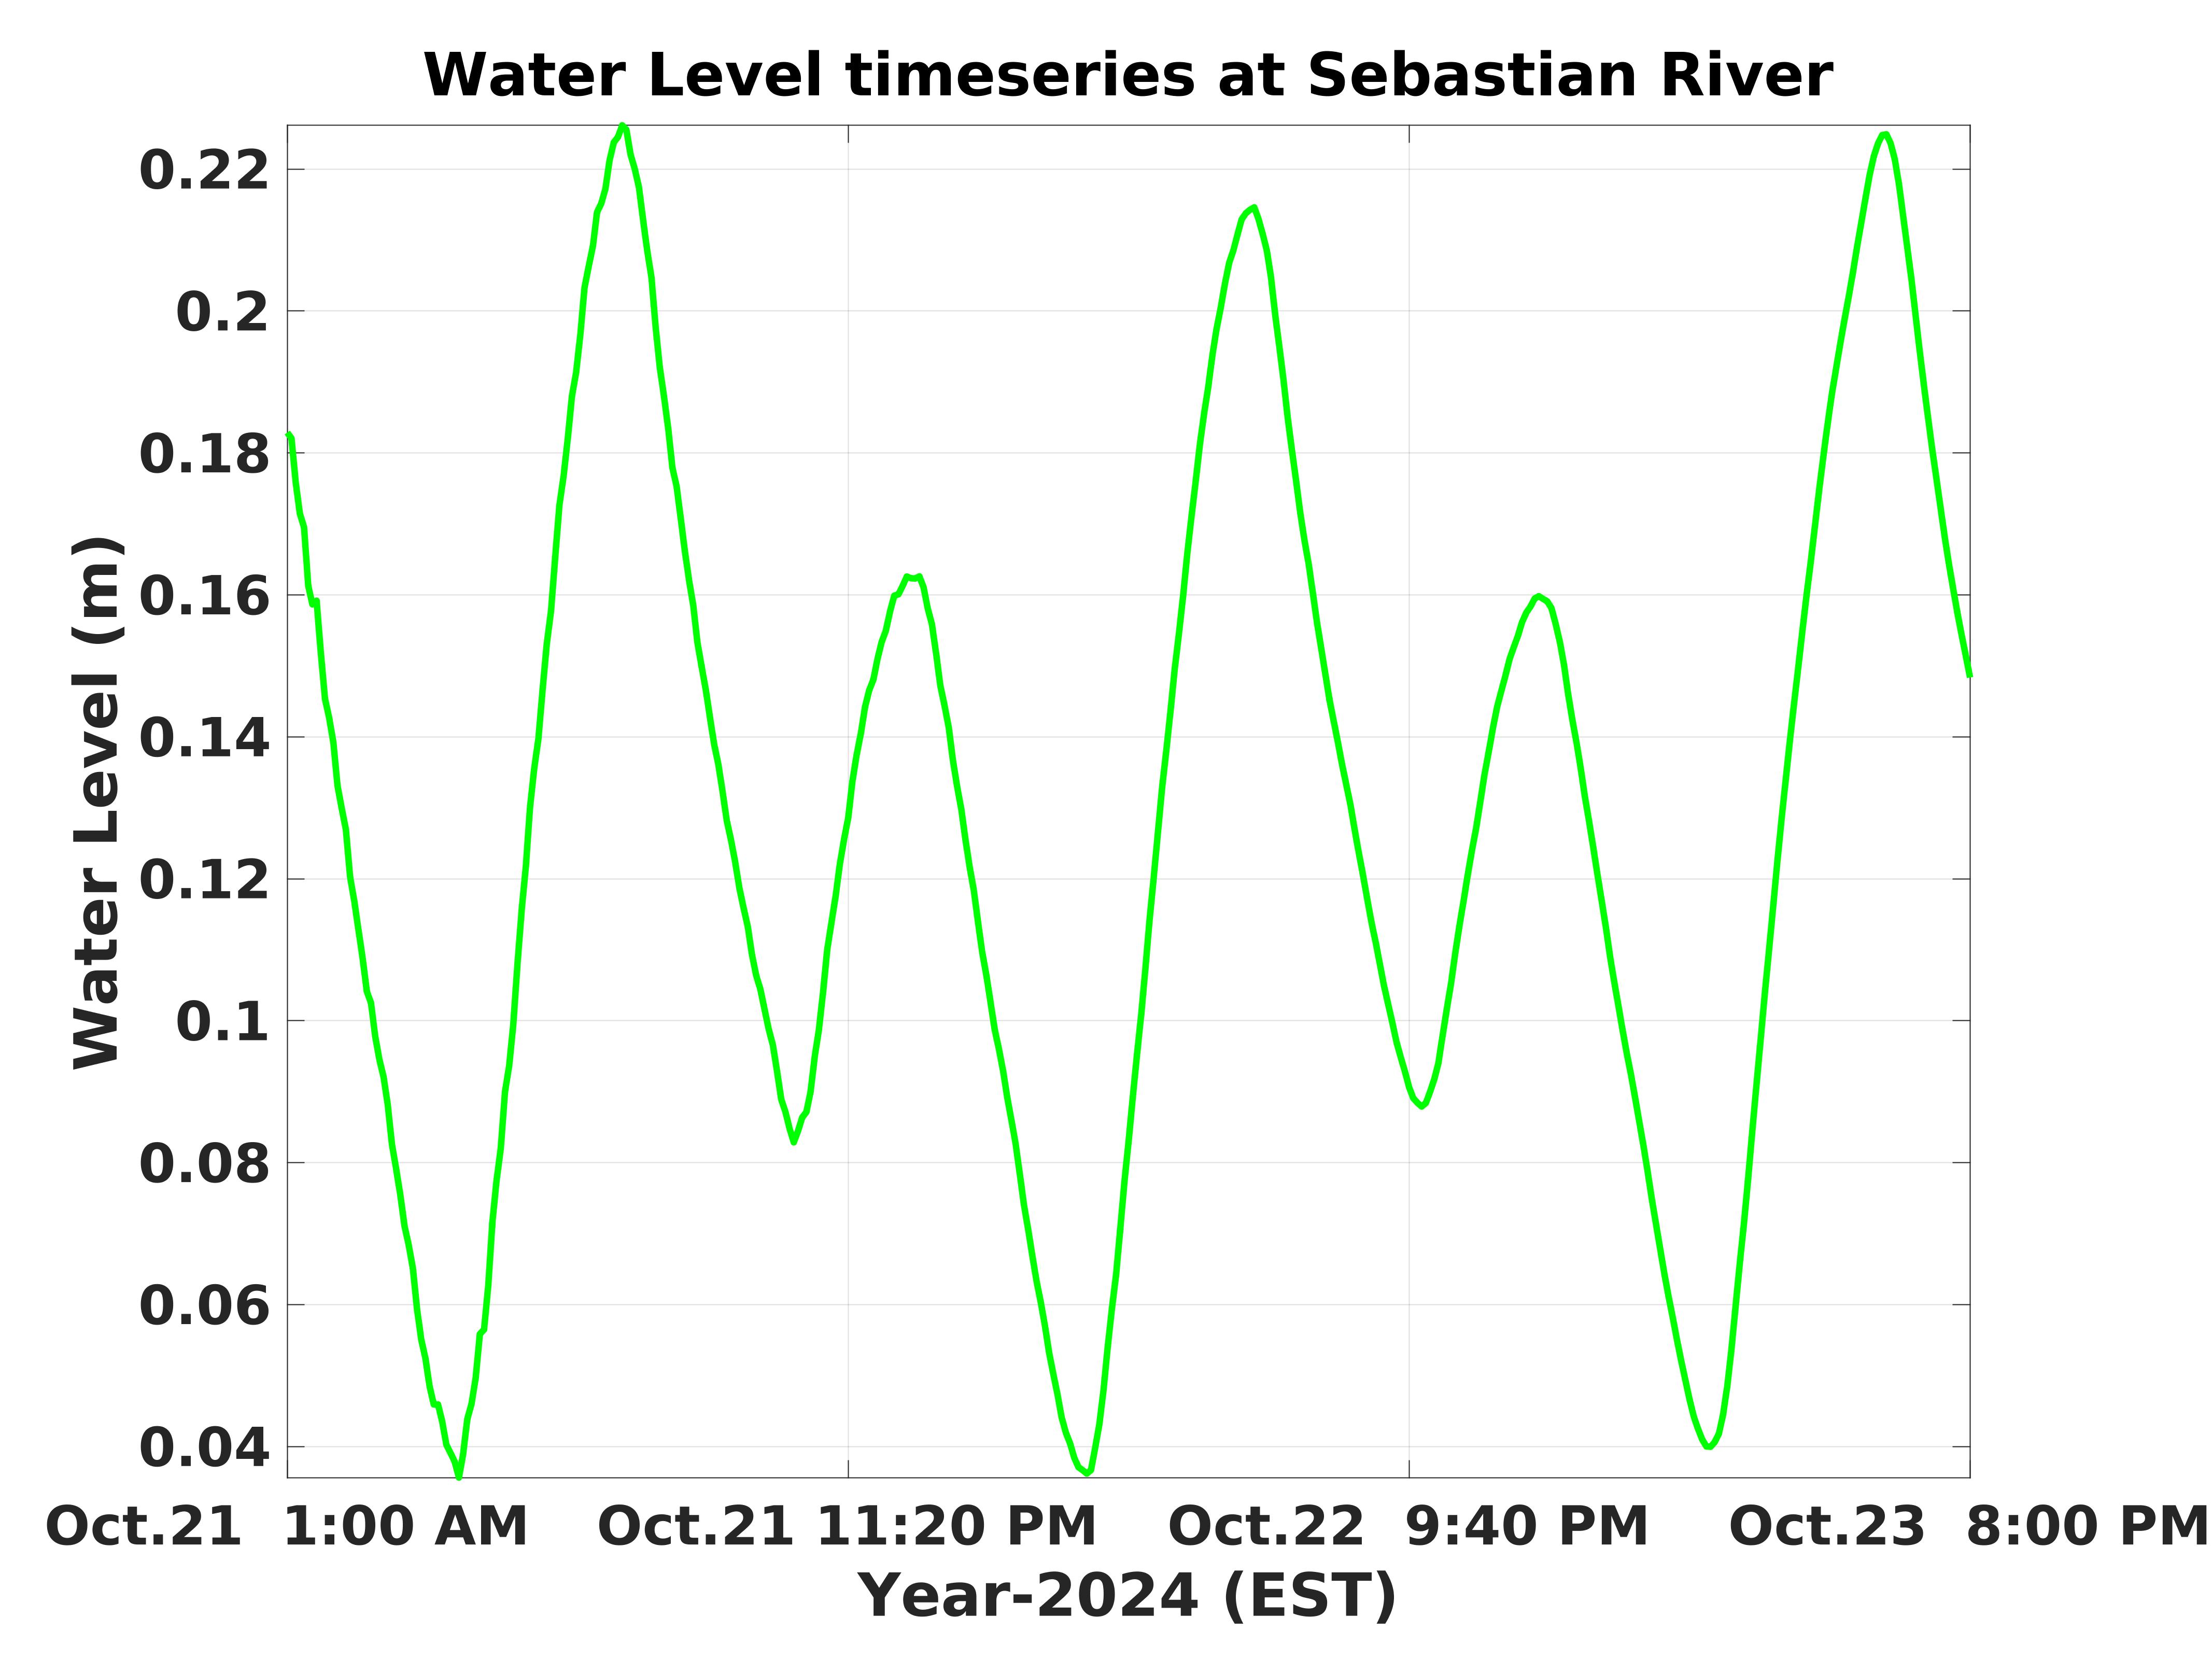 Water Level timeseries at Sebastian River
Water Level (m)
0.22
0.2
0.18
0.16
0.14
0.12
0.1
0.08
0.06
0.04
Oct.21 1:00 AM Oct.21 11:20 PM Oct.22 9:40 PM Oct.23 8:00 PM
Year-2024 (EST)